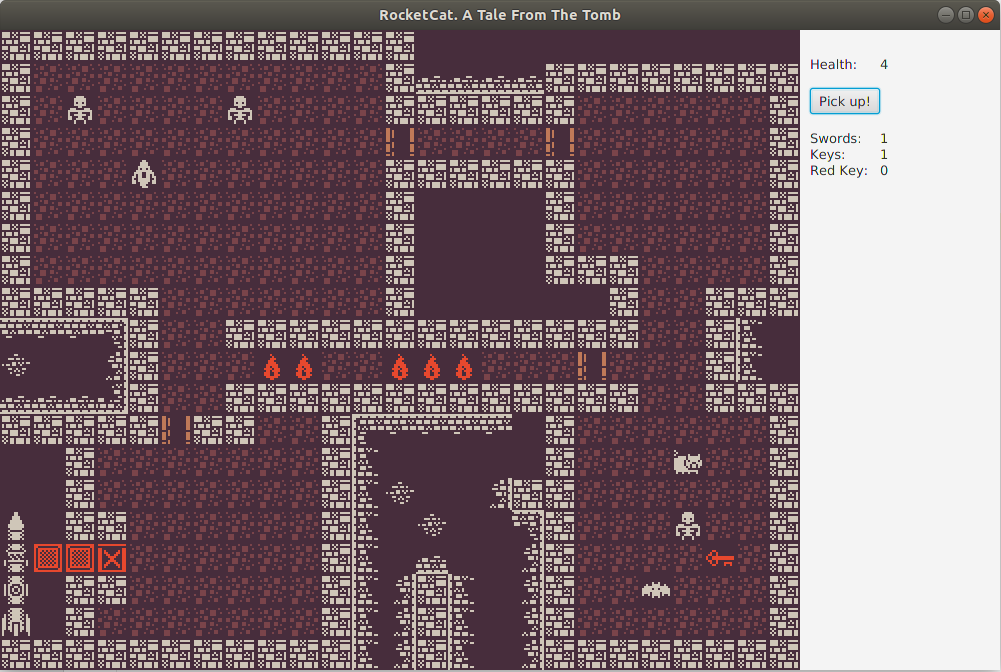 RocketCat. A Tale From The Tomb
Health: 4
Pick up!
Swords: 1
Keys: 1
Red Key: 0